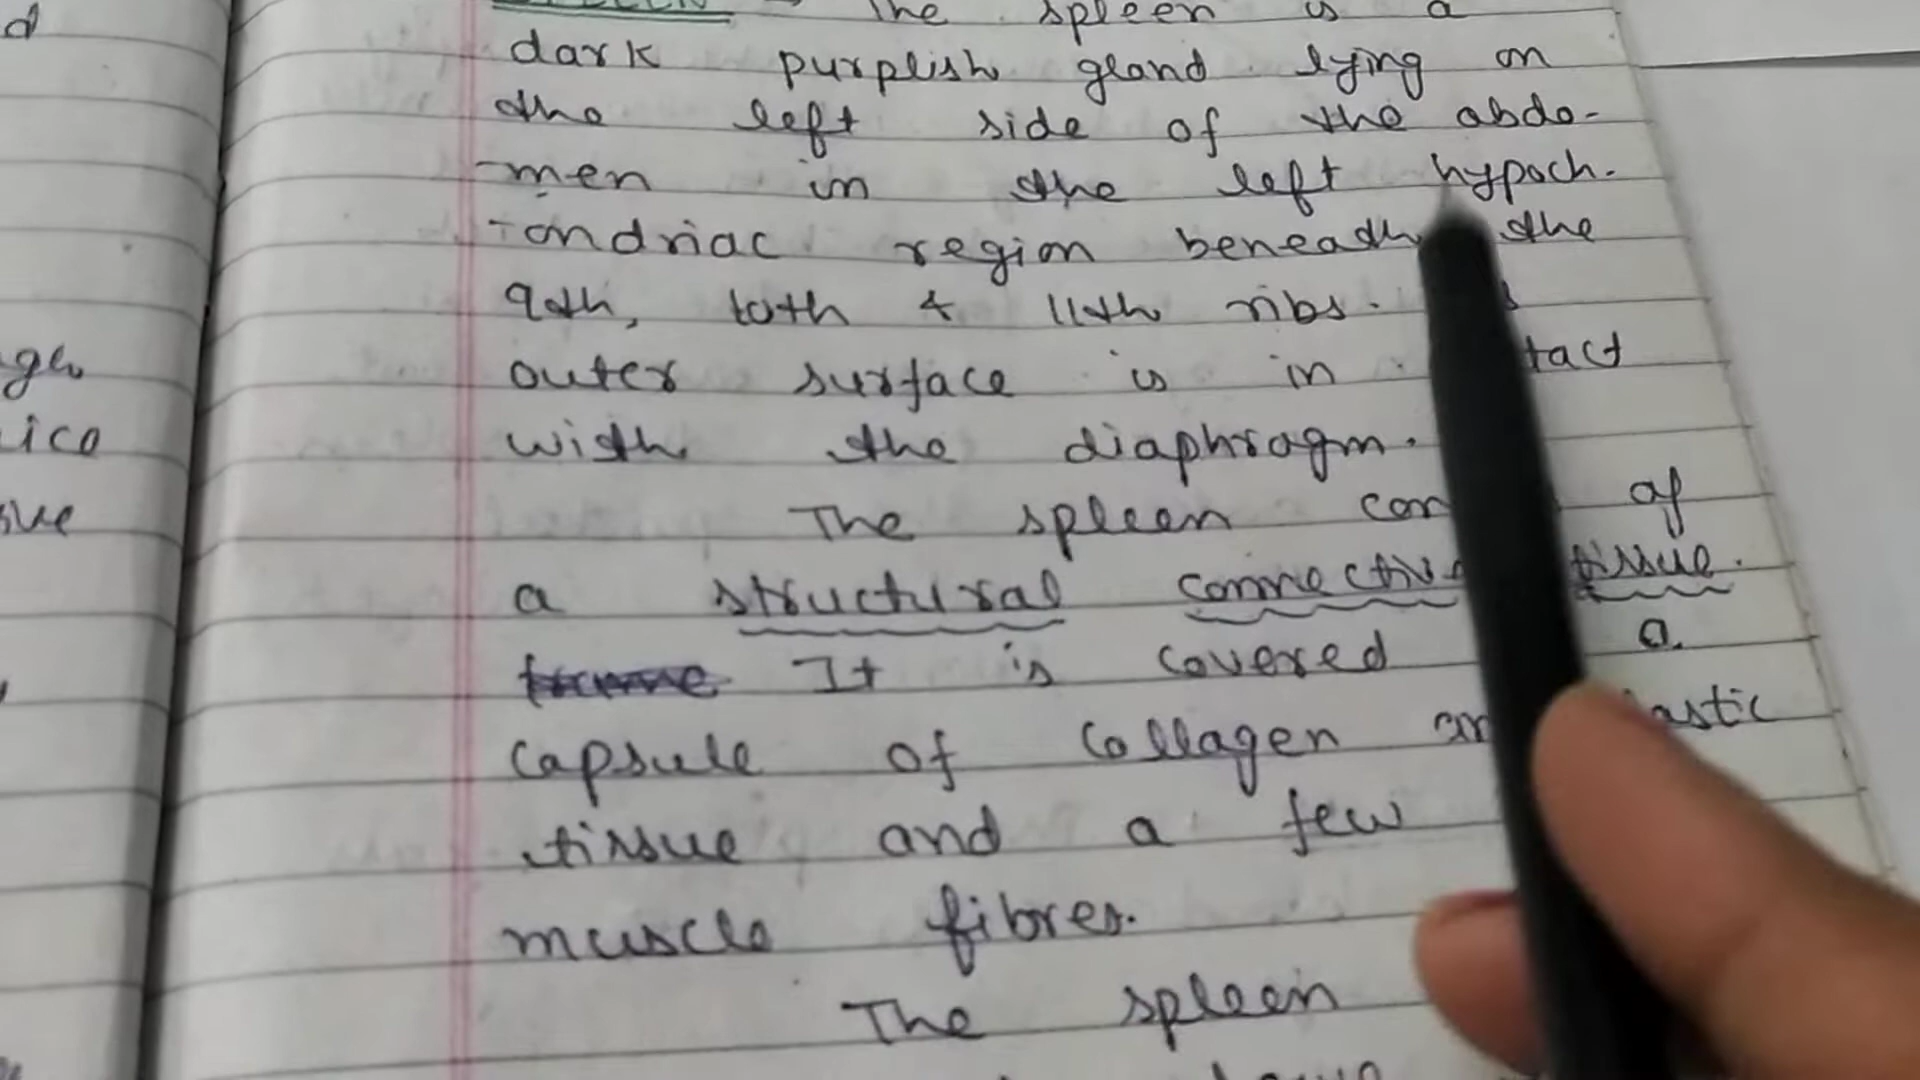 d
SPLEEN The spleen is a
dark purplish gland lying on
the left side of the abdo-
-men in the left hypoch-
-ondriac region beneath the
9th, 10th & 11th ribs.
outer surface is in tact
with the diaphragm.
The spleen con of
a structural connective tissue.
It is covered a
capsule of collagen an astic
tissue and a few
muscle fibres.
The spleen